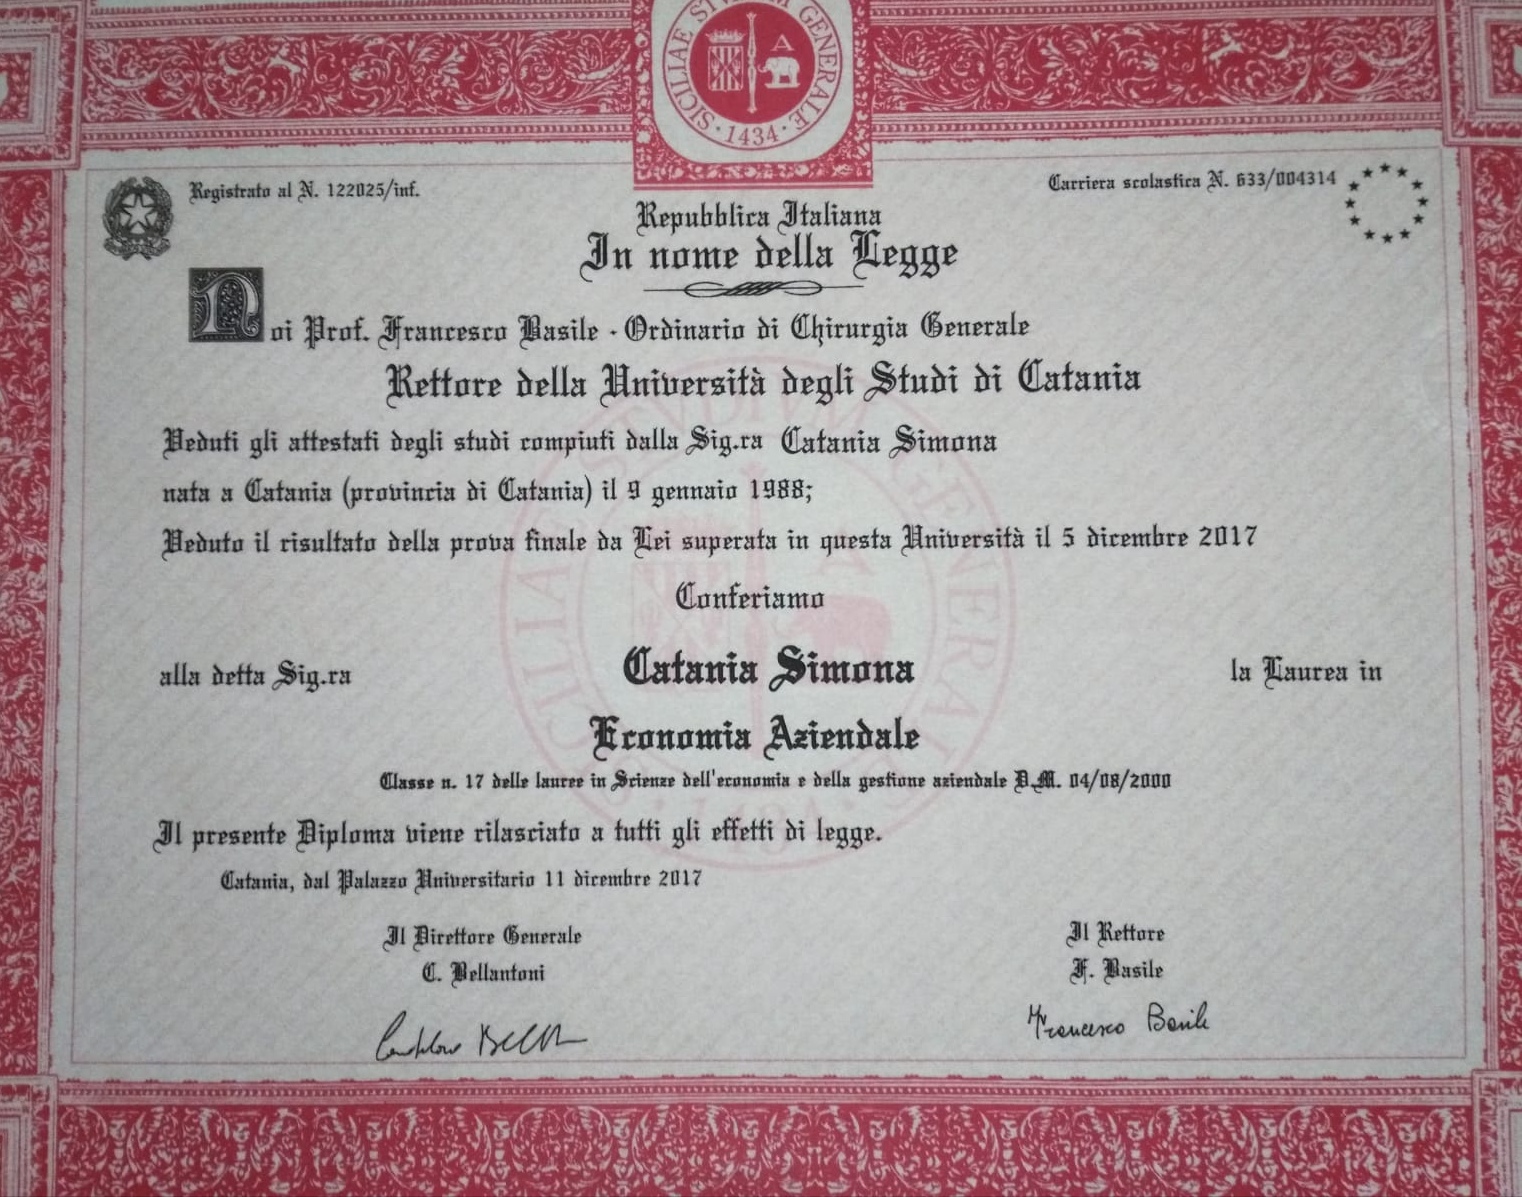 SICILIAE STVDIVM GENERALE
· 1434 ·
Registrato al N. 122025/inf.
Carriera scolastica N. 633/004314
Repubblica Italiana
In nome della Legge
Noi Prof. Francesco Basile - Ordinario di Chirurgia Generale
Rettore della Università degli Studi di Catania
Veduti gli attestati degli studi compiuti dalla Sig.ra Catania Simona
nata a Catania (provincia di Catania) il 9 gennaio 1988;
Veduto il risultato della prova finale da Lei superata in questa Università il 5 dicembre 2017
Conferiamo
alla detta Sig.ra Catania Simona la Laurea in
Economia Aziendale
Classe n. 17 delle lauree in Scienze dell'economia e della gestione aziendale D.M. 04/08/2000
Il presente Diploma viene rilasciato a tutti gli effetti di legge.
Catania, dal Palazzo Universitario 11 dicembre 2017
Il Direttore Generale
C. Bellantoni
Il Rettore
F. Basile
Francesco Basile